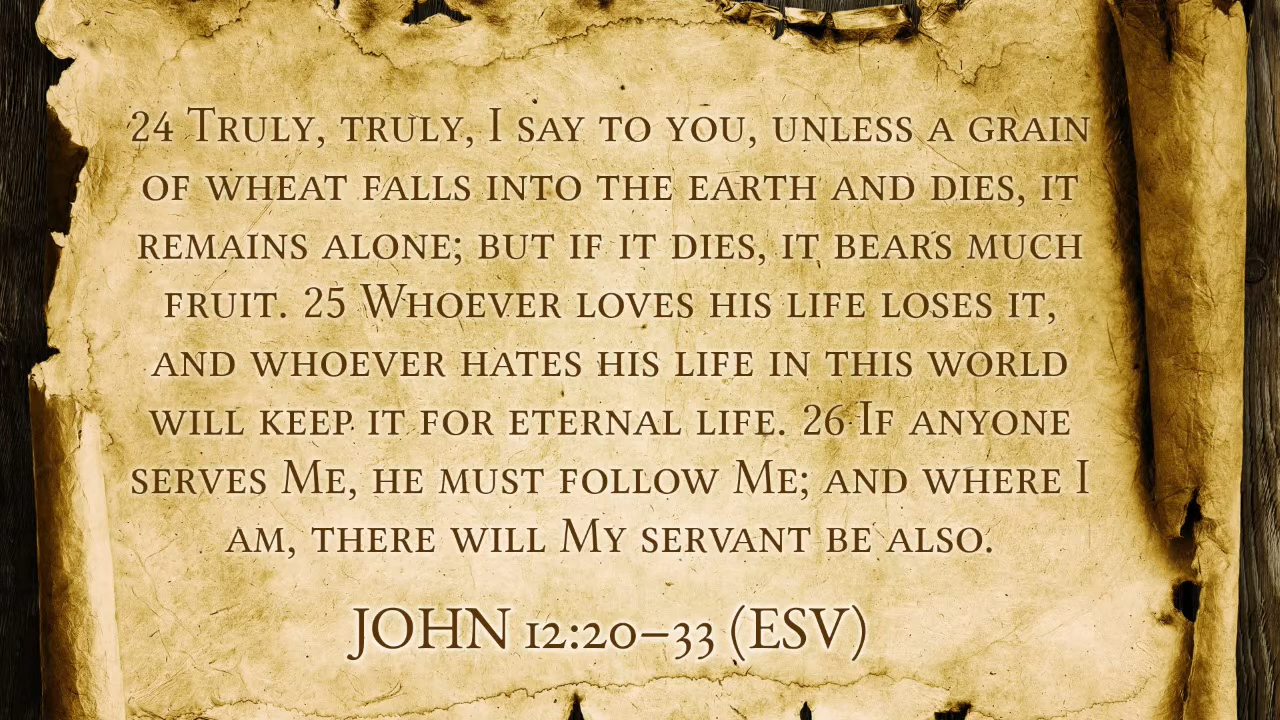 24 Truly, truly, I say to you, unless a grain
of wheat falls into the earth and dies, it
remains alone; but if it dies, it bears much
fruit. 25 Whoever loves his life loses it,
and whoever hates his life in this world
will keep it for eternal life. 26 If anyone
serves Me, he must follow Me; and where I
am, there will My servant be also.
JOHN 12:20–33 (ESV)